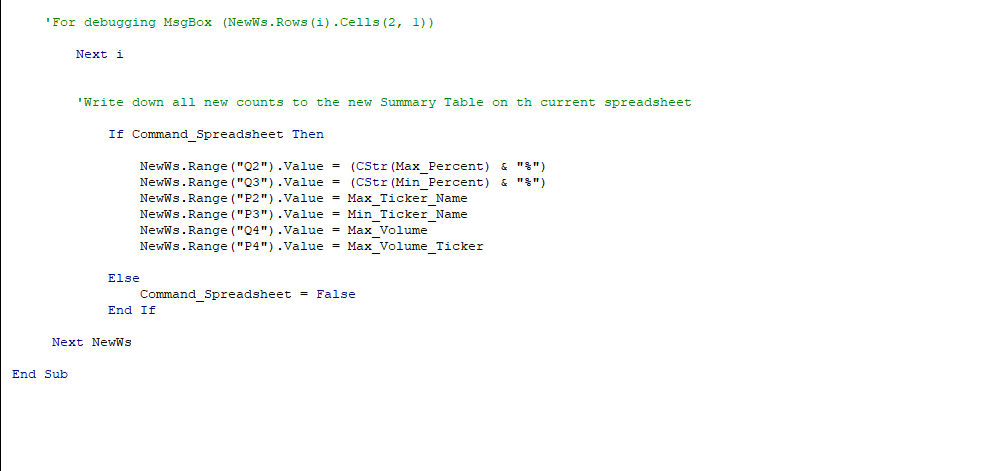 'For debugging MsgBox (NewWs.Rows(i).Cells(2, 1))
Next i
'Write down all new counts to the new Summary Table on th current spreadsheet
If Command_Spreadsheet Then
NewWs.Range("Q2").Value = (CStr(Max_Percent) & "%")
NewWs.Range("Q3").Value = (CStr(Min_Percent) & "%")
NewWs.Range("P2").Value = Max_Ticker_Name
NewWs.Range("P3").Value = Min_Ticker_Name
NewWs.Range("Q4").Value = Max_Volume
NewWs.Range("P4").Value = Max_Volume_Ticker
Else
Command_Spreadsheet = False
End If
Next NewWs
End Sub